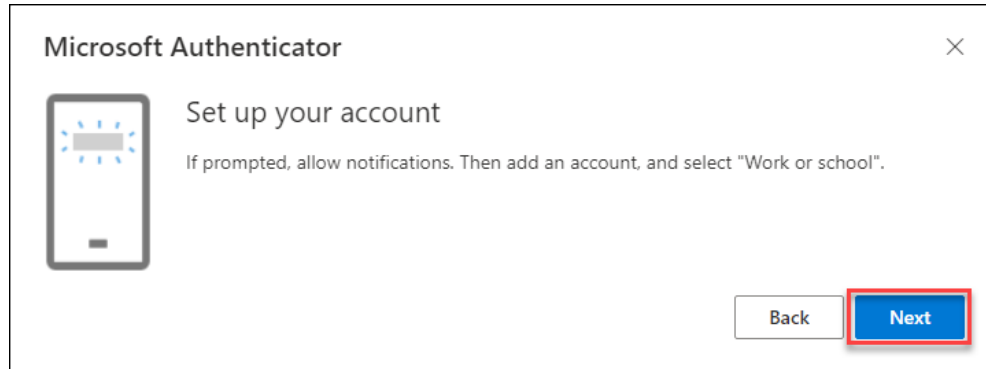 Microsoft Authenticator
Set up your account
If prompted, allow notifications. Then add an account, and select "Work or school".
Back
Next